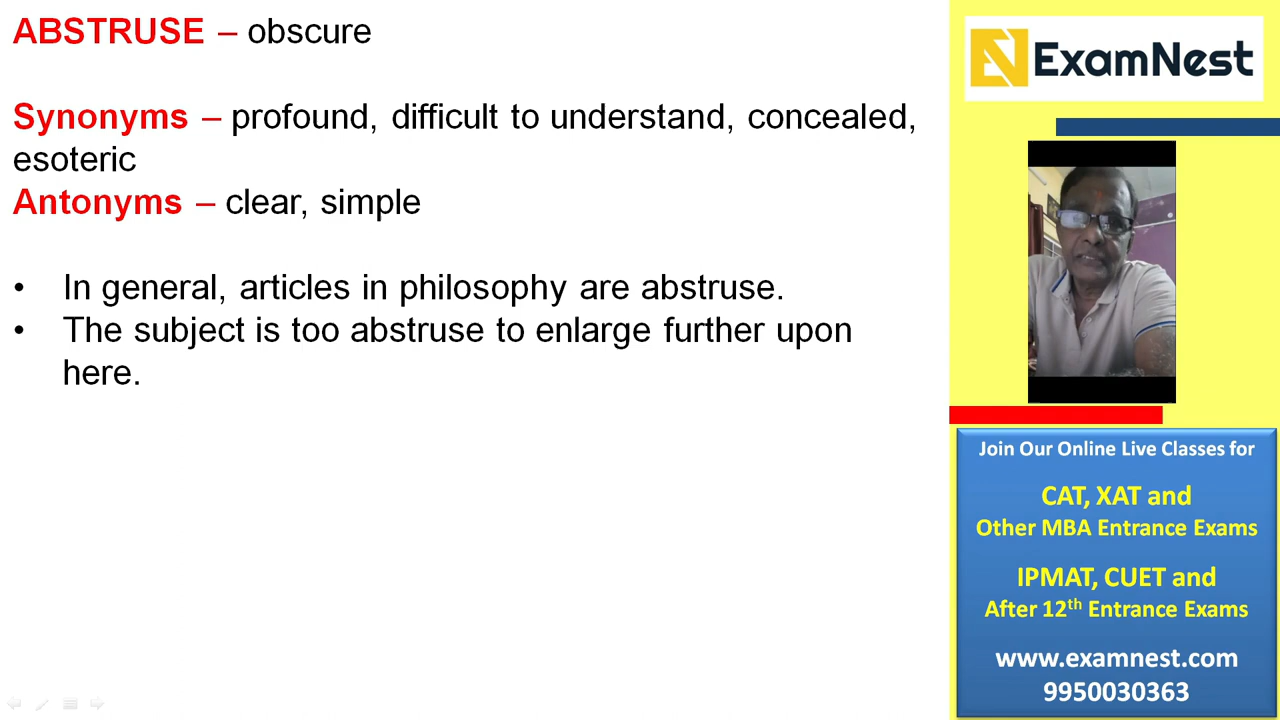 ABSTRUSE – obscure
Synonyms – profound, difficult to understand, concealed,
esoteric
Antonyms – clear, simple
• In general, articles in philosophy are abstruse.
• The subject is too abstruse to enlarge further upon
here.
ExamNest
Join Our Online Live Classes for
CAT, XAT and
Other MBA Entrance Exams
IPMAT, CUET and
After 12th Entrance Exams
www.examnest.com
9950030363